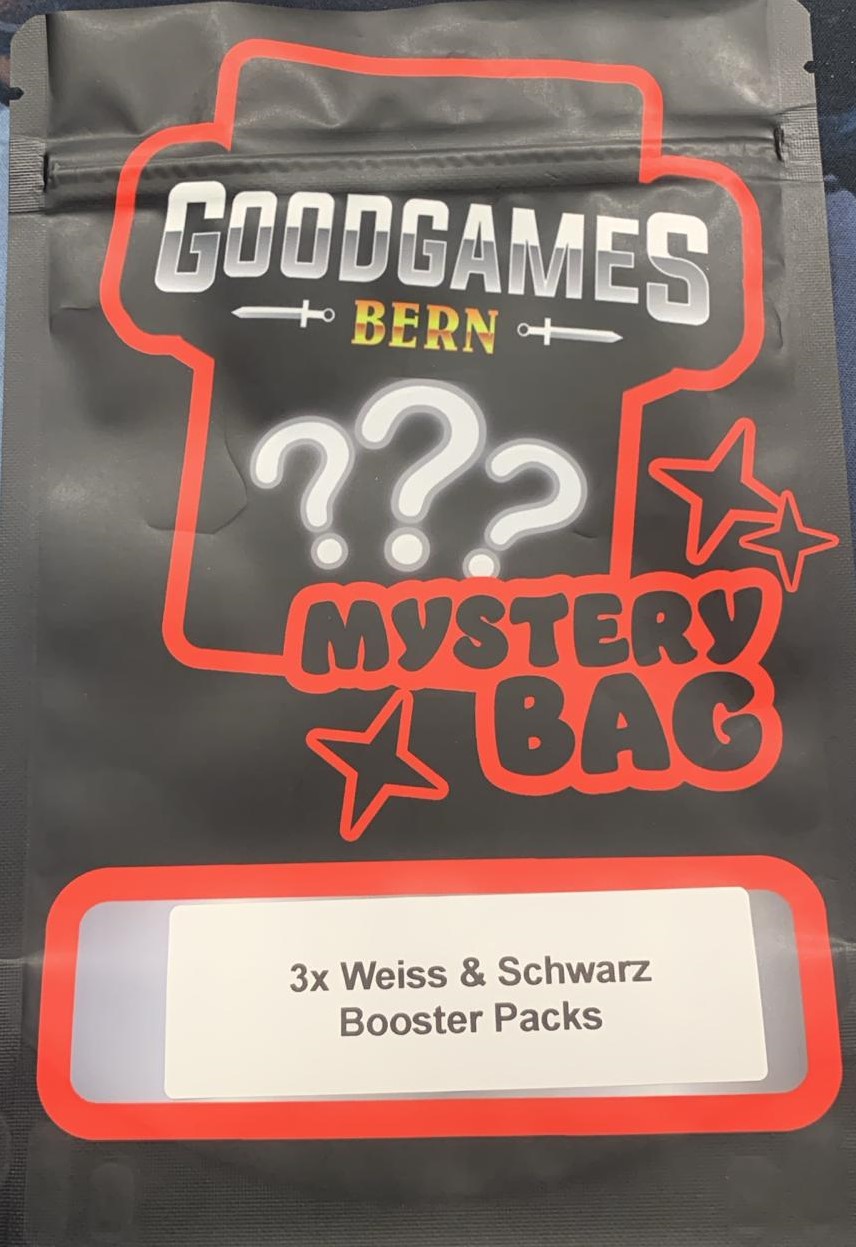 GOODGAMES
BERN
???
MYSTERY
BAG
3x Weiss & Schwarz
Booster Packs